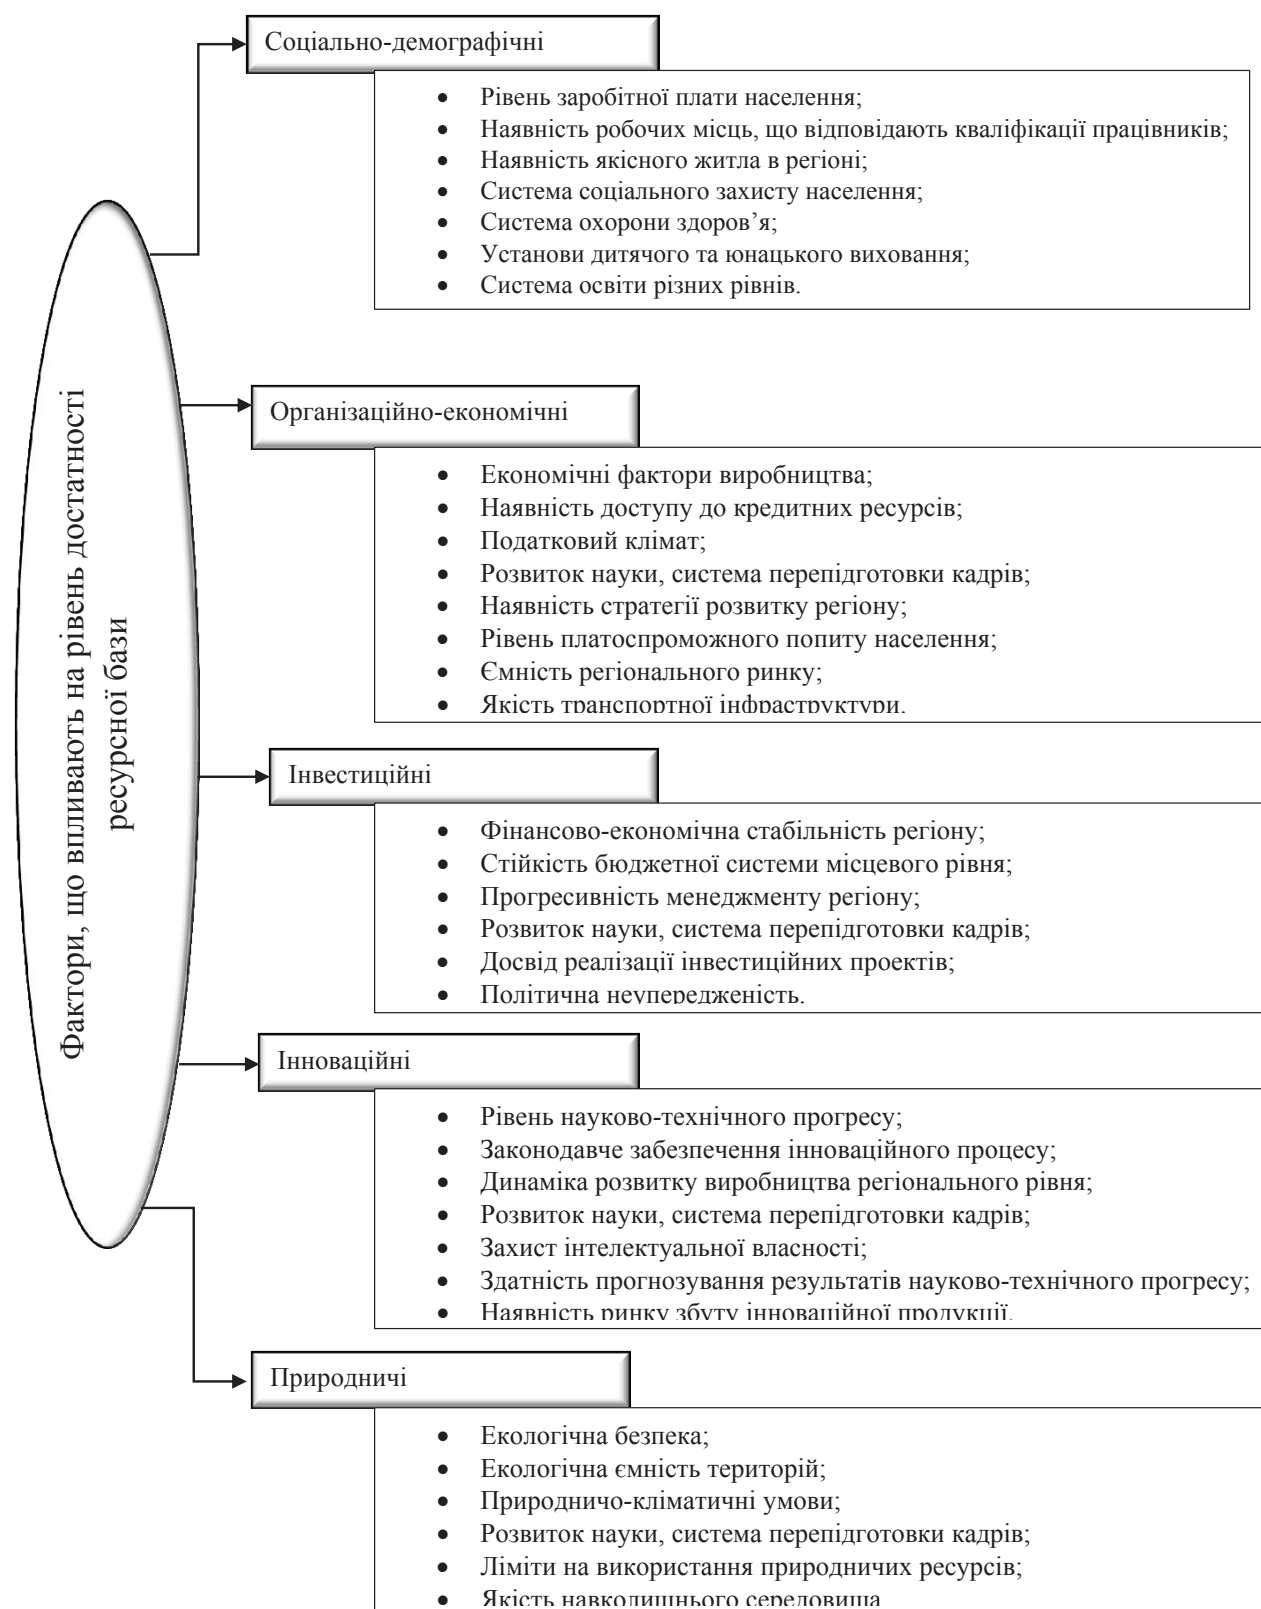 Фактори, що впливають на рівень достатності
ресурсної бази
Соціально-демографічні
• Рівень заробітної плати населення;
• Наявність робочих місць, що відповідають кваліфікації працівників;
• Наявність якісного житла в регіоні;
• Система соціального захисту населення;
• Система охорони здоров’я;
• Установи дитячого та юнацького виховання;
• Система освіти різних рівнів.
Організаційно-економічні
• Економічні фактори виробництва;
• Наявність доступу до кредитних ресурсів;
• Податковий клімат;
• Розвиток науки, система перепідготовки кадрів;
• Наявність стратегії розвитку регіону;
• Рівень платоспроможного попиту населення;
• Ємність регіонального ринку;
• Якість транспортної інфраструктури.
Інвестиційні
• Фінансово-економічна стабільність регіону;
• Стійкість бюджетної системи місцевого рівня;
• Прогресивність менеджменту регіону;
• Розвиток науки, система перепідготовки кадрів;
• Досвід реалізації інвестиційних проектів;
• Політична неупередженість.
Інноваційні
• Рівень науково-технічного прогресу;
• Законодавче забезпечення інноваційного процесу;
• Динаміка розвитку виробництва регіонального рівня;
• Розвиток науки, система перепідготовки кадрів;
• Захист інтелектуальної власності;
• Здатність прогнозування результатів науково-технічного прогресу;
• Наявність ринку збуту інноваційної продукції.
Природничі
• Екологічна безпека;
• Екологічна ємність територій;
• Природничо-кліматичні умови;
• Розвиток науки, система перепідготовки кадрів;
• Ліміти на використання природничих ресурсів;
• Якість навколишнього середовища